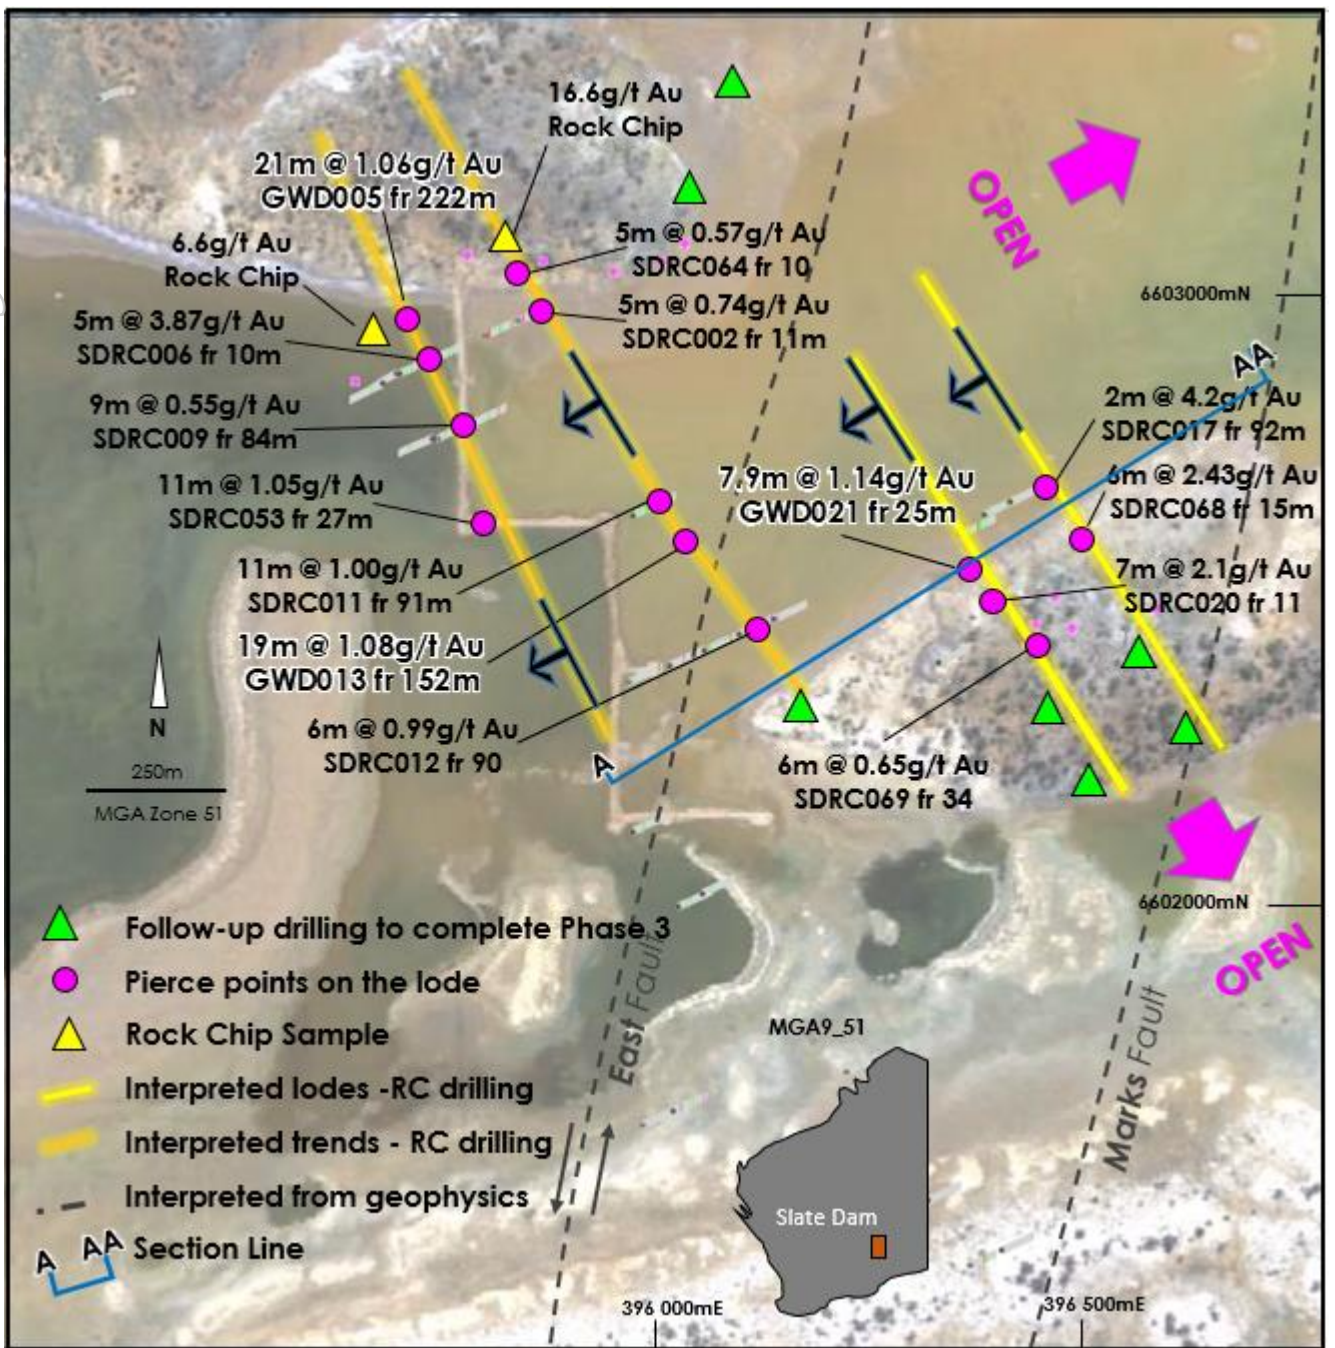 16.6g/t Au
Rock Chip
21m @ 1.06g/t Au
GWD005 fr 222m
6.6g/t Au
Rock Chip
5m @ 0.57g/t Au
SDRC064 fr 10
5m @ 3.87g/t Au
SDRC006 fr 10m
5m @ 0.74g/t Au
SDRC002 fr 11m
OPEN
6603000mN
AA
9m @ 0.55g/t Au
SDRC009 fr 84m
2m @ 4.2g/t Au
SDRC017 fr 92m
11m @ 1.05g/t Au
SDRC053 fr 27m
7.9m @ 1.14g/t Au
GWD021 fr 25m
6m @ 2.43g/t Au
SDRC068 fr 15m
11m @ 1.00g/t Au
SDRC011 fr 91m
7m @ 2.1g/t Au
SDRC020 fr 11
19m @ 1.08g/t Au
GWD013 fr 152m
6m @ 0.99g/t Au
SDRC012 fr 90
A
6m @ 0.65g/t Au
SDRC069 fr 34
N
250m
MGA Zone 51
6602000mN
OPEN
Follow-up drilling to complete Phase 3
Pierce points on the lode
Rock Chip Sample
Interpreted lodes -RC drilling
Interpreted trends - RC drilling
Interpreted from geophysics
A AA Section Line
East Fault
Marks Fault
MGA9_51
Slate Dam
396 000mE
396 500mE